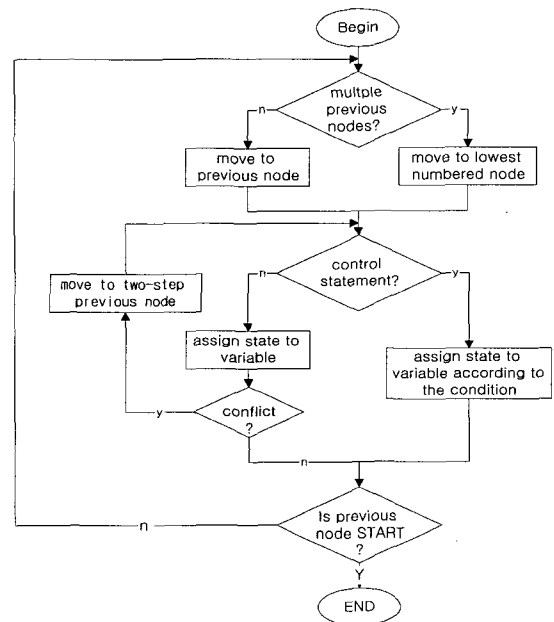 Begin
multple
previous
nodes?
n
y
move to
previous node
move to lowest
numbered node
control
statement?
n
y
move to two-step
previous node
assign state to
variable
assign state to
variable according to
the condition
conflict
?
y
n
Is previous
node START
?
n
Y
END